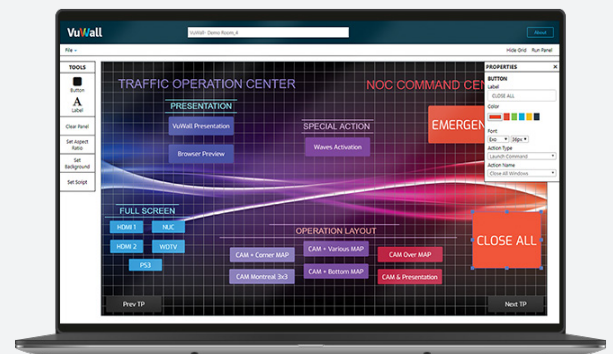 VuWall
VuWall- Demo Room_4
About
File
Hide Grid Run Panel
TOOLS
Button
Label
Clear Panel
Set Aspect
Ratio
Set
Background
Set Script
TRAFFIC OPERATION CENTER
NOC COMMAND CE
PRESENTATION
VuWall Presentation
Browser Preview
SPECIAL ACTION
Waves Activation
EMERGEN
PROPERTIES ×
BUTTON
Label
CLOSE ALL
Color
Font
Exo 36px
Action Type
Launch Command
Action Name
Close All Windows
FULL SCREEN
HDMI 1 NUC
HDMI 2 WDTV
PS3
OPERATION LAYOUT
CAM + Corner MAP
CAM + Various MAP
CAM Over MAP
CAM Montreal 3x3
CAM + Bottom MAP
CAM & Presentation
CLOSE ALL
Prev TP
Next TP